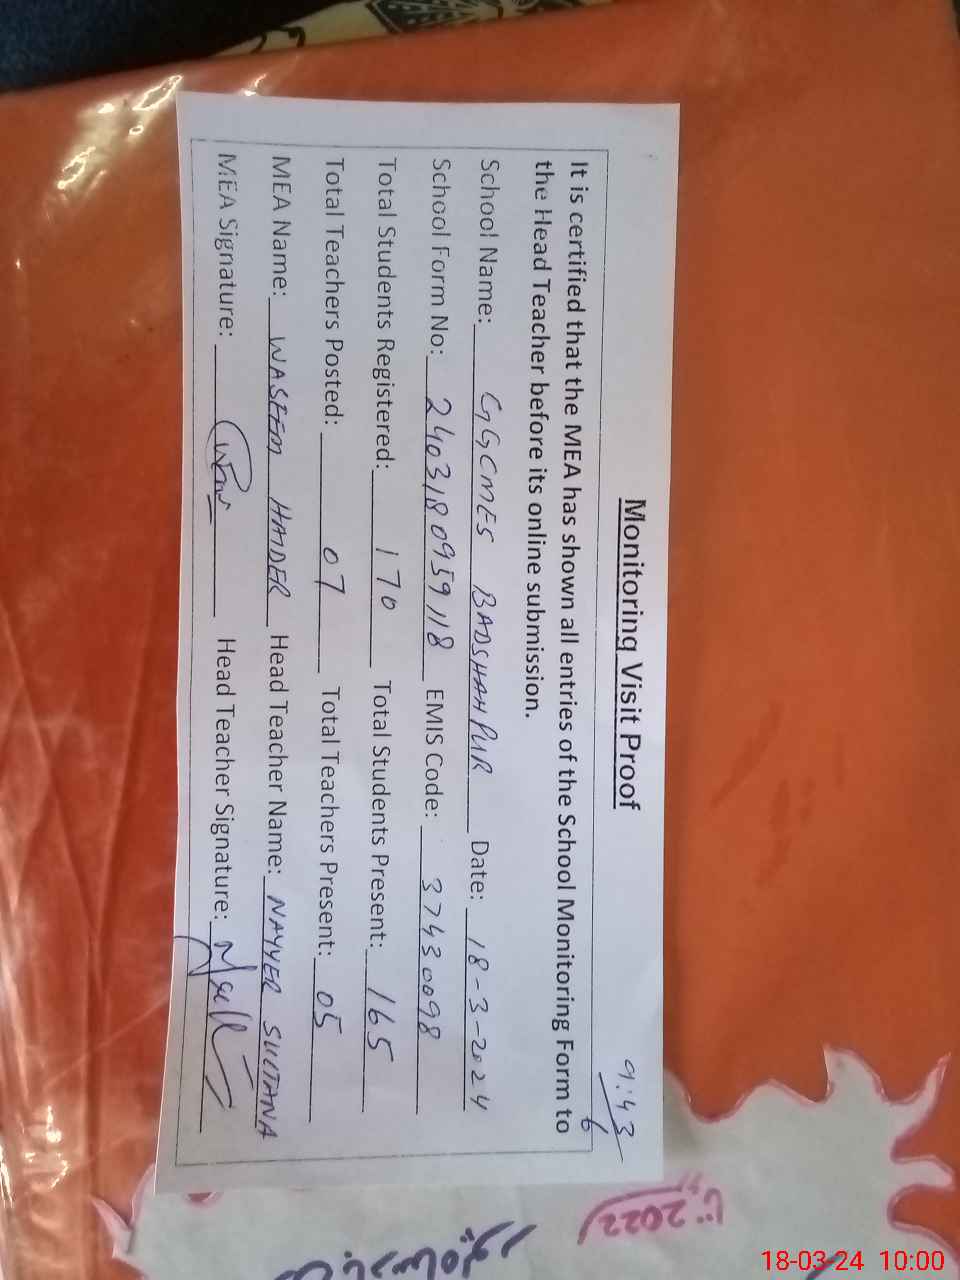 Monitoring Visit Proof
9:43
6
It is certified that the MEA has shown all entries of the School Monitoring Form to
the Head Teacher before its online submission.
School Name: GGCMES BADSHAHPUR Date: 18-3-2024
School Form No: 2403180959118 EMIS Code: 37430098
Total Students Registered: 170 Total Students Present: 165
Total Teachers Posted: 07 Total Teachers Present: 05
MEA Name: WASEEM HAIDER Head Teacher Name: NAYYER SULTANA
MEA Signature: Head Teacher Signature:
2022
18-03-24 10:00